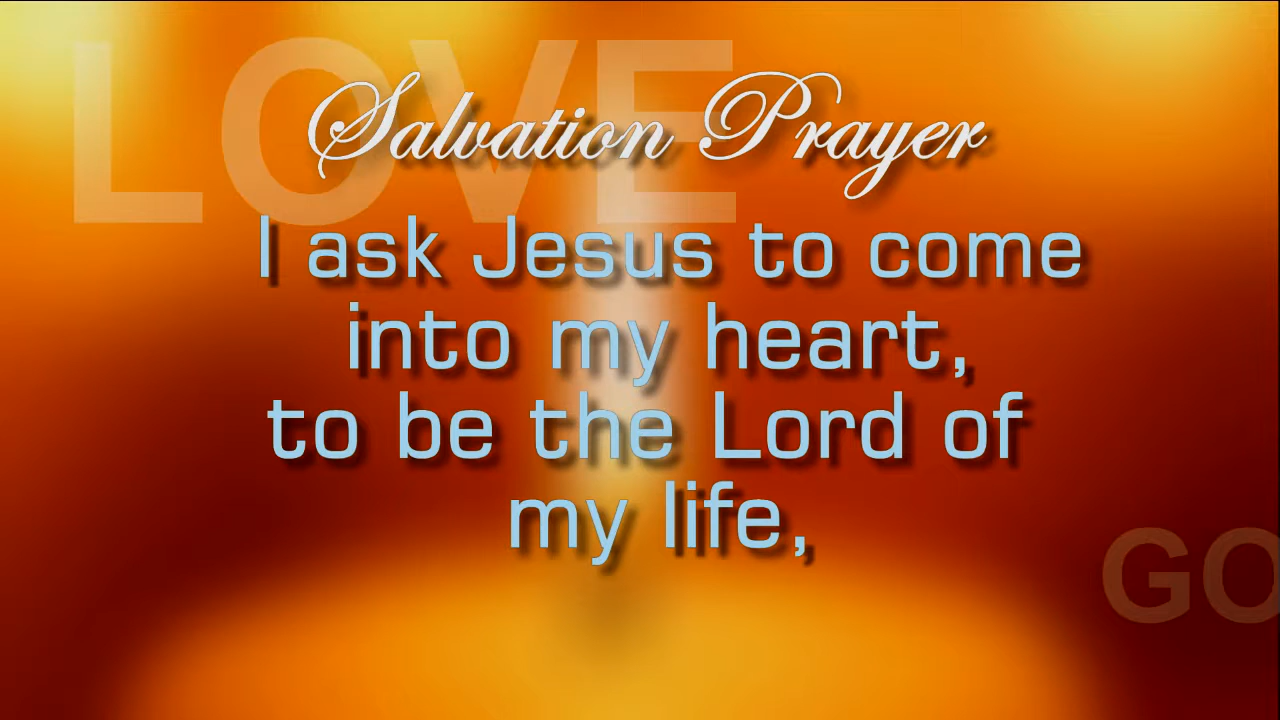 LOVE
Salvation Prayer
I ask Jesus to come
into my heart,
to be the Lord of
my life,
GO